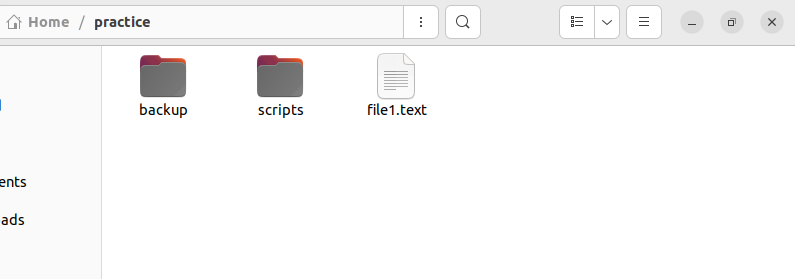 Home / practice
backup
scripts
file1.text
ents
ads